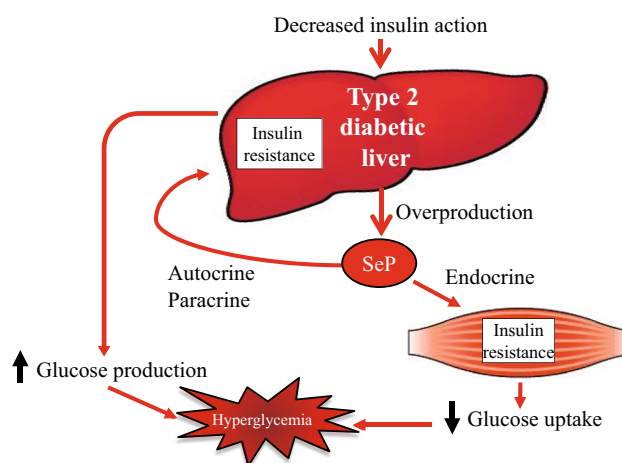 Decreased insulin action
Type 2
diabetic
liver
Insulin
resistance
Overproduction
SeP
Autocrine
Paracrine
Endocrine
Insulin
resistance
Glucose production
Hyperglycemia
Glucose uptake